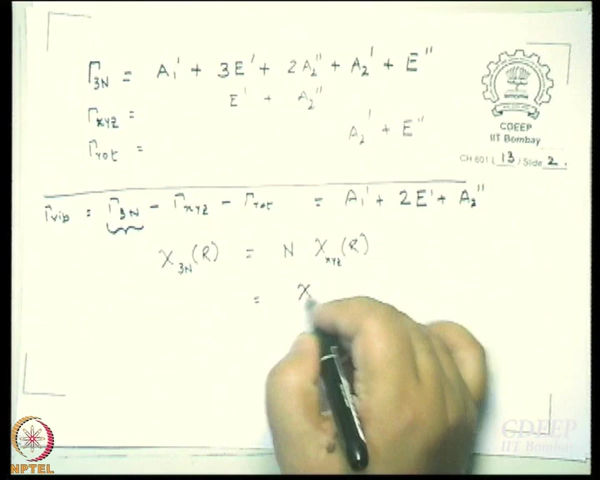 Γ3N = A1' + 3E' + 2A2'' + A2' + E''
Γxyz = E' + A2''
Γrot = A2' + E''
CDEEP
IIT Bombay
CH 601 L 13 / Slide 2.
Γvib = Γ3N - Γxyz - Γrot = A1' + 2E' + A2''
χ3N(R) = N χxyz(R)
= χ
NPTEL
CDEEP
IIT Bombay